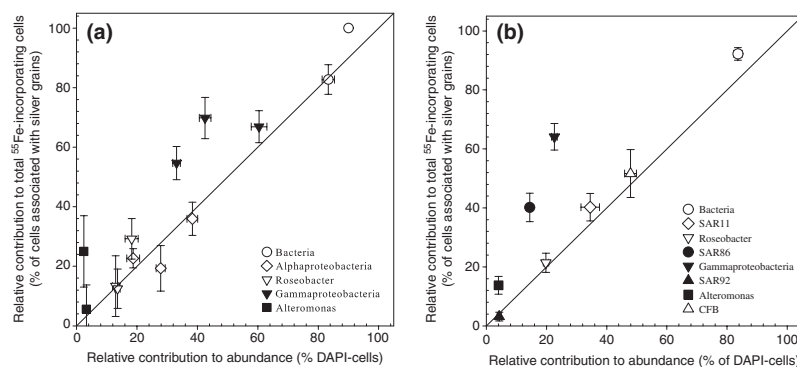 (a)
100
80
60
40
20
0
Relative contribution to total ⁵⁵Fe-incorporating cells
(% of cells associated with silver grains)
Bacteria
Alphaproteobacteria
Roseobacter
Gammaproteobacteria
Alteromonas
0 20 40 60 80 100
Relative contribution to abundance (% DAPI-cells)
(b)
100
80
60
40
20
0
Relative contribution to total ⁵⁵Fe-incorporating cells
(% of cells associated with silver grains)
Bacteria
SAR11
Roseobacter
SAR86
Gammaproteobacteria
SAR92
Alteromonas
CFB
0 20 40 60 80 100
Relative contribution to abundance (% of DAPI-cells)